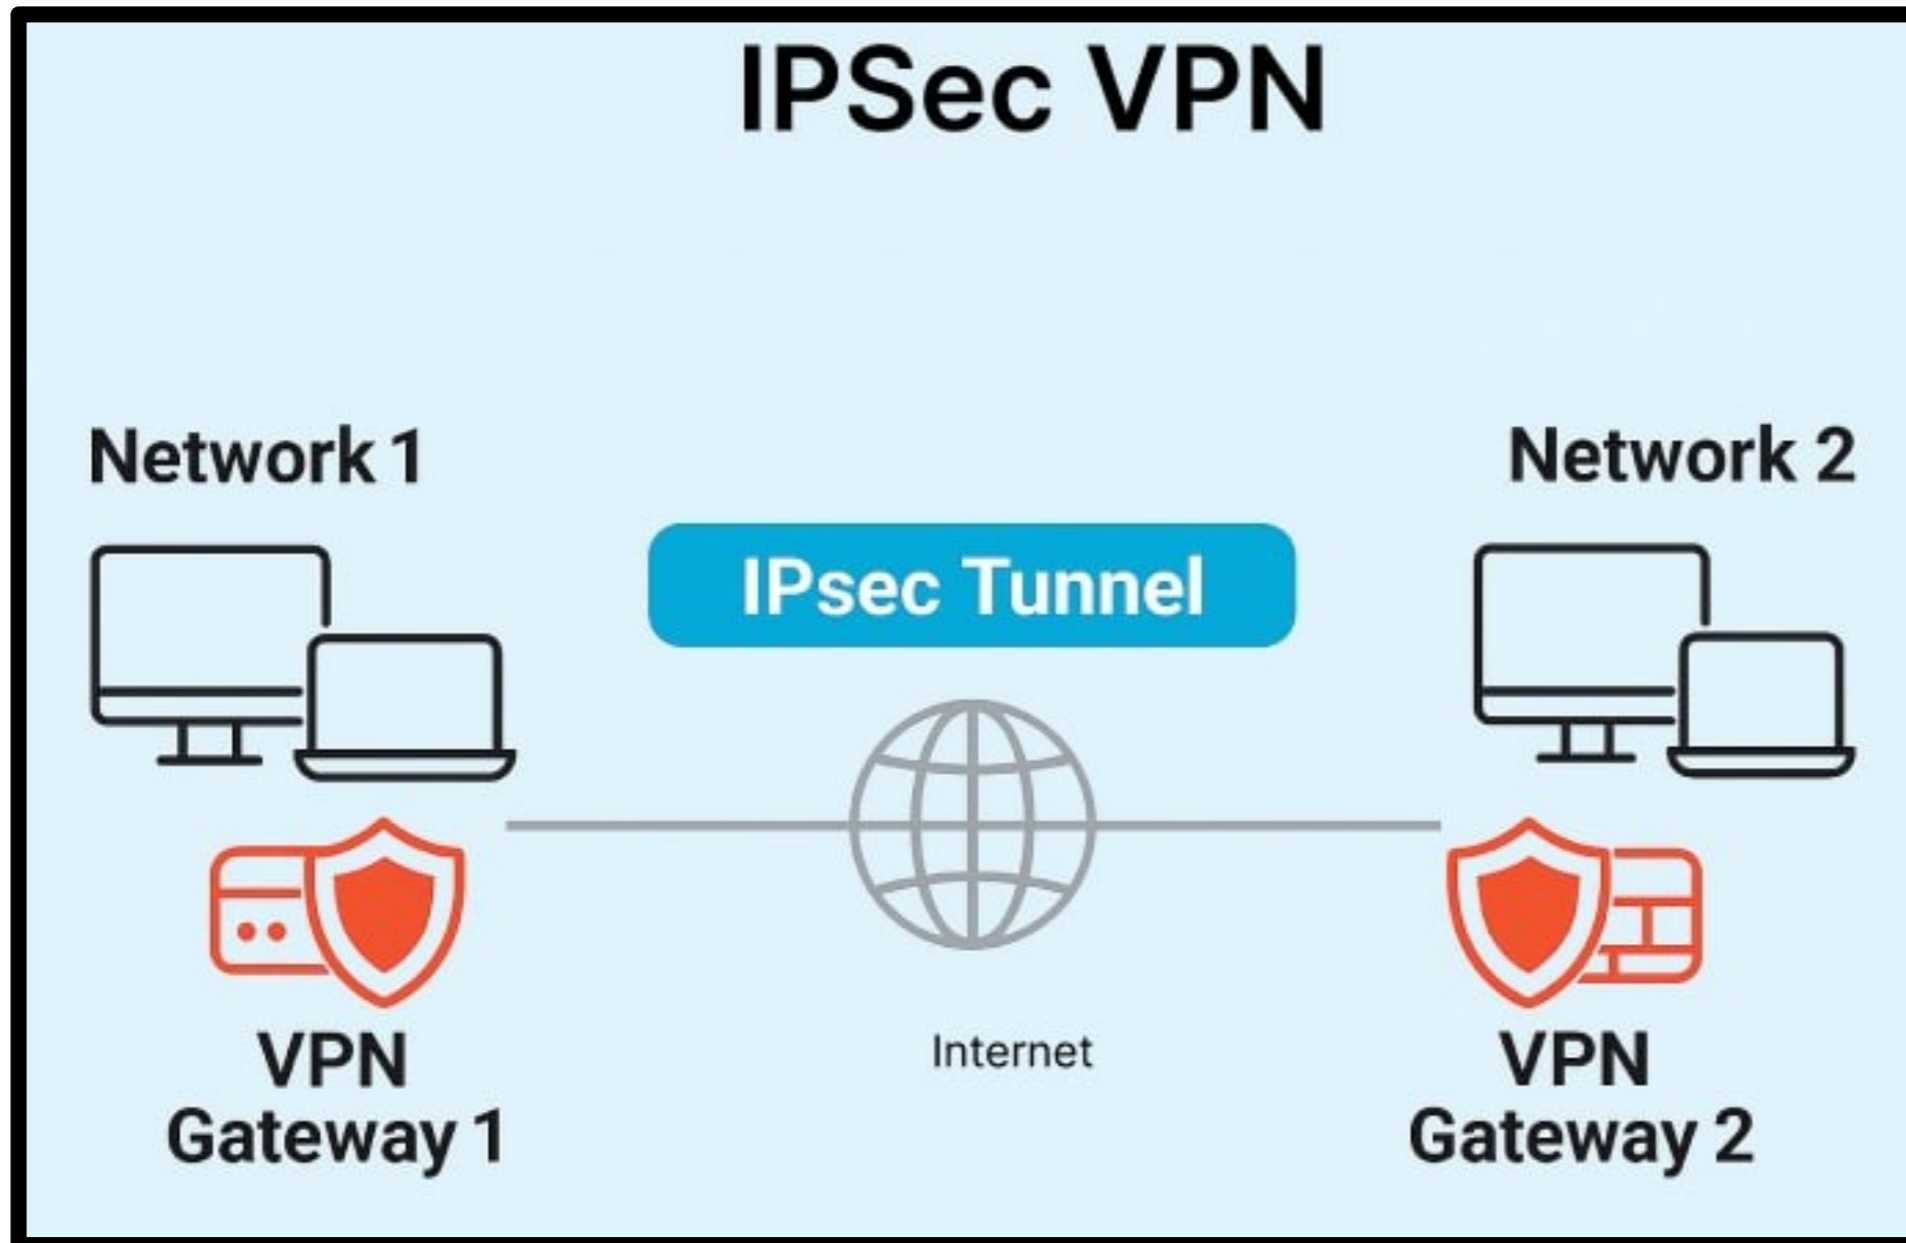 IPSec VPN
Network 1
Network 2
IPsec Tunnel
Internet
VPN
Gateway 1
VPN
Gateway 2